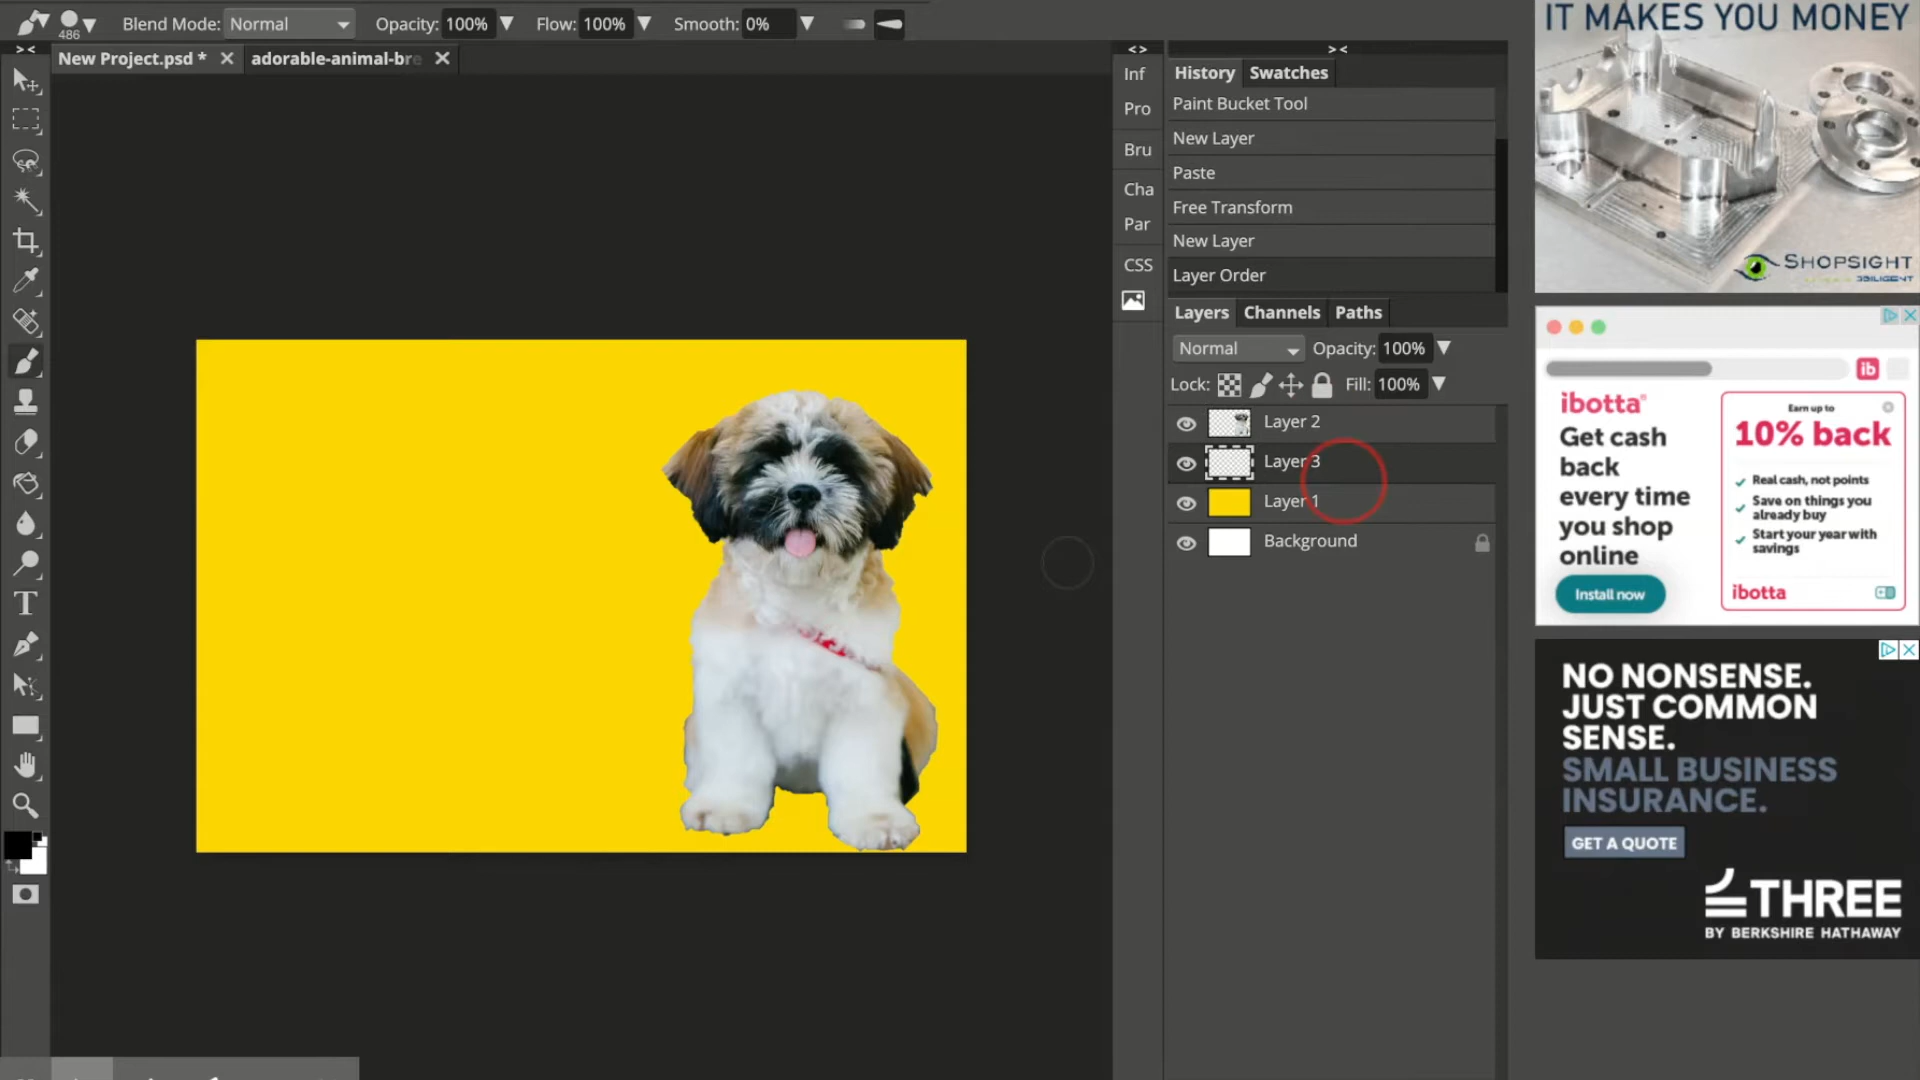 486
Blend Mode: Normal
Opacity: 100%
Flow: 100%
Smooth: 0%
New Project.psd *
adorable-animal-bre
Inf
Pro
Bru
Cha
Par
CSS
History
Swatches
Paint Bucket Tool
New Layer
Paste
Free Transform
New Layer
Layer Order
Layers
Channels
Paths
Normal
Opacity: 100%
Lock:
Fill: 100%
Layer 2
Layer 3
Layer 1
Background
IT MAKES YOU MONEY
SHOPSIGHT
ib
ibotta
Get cash
back
every time
you shop
online
Install now
Earn up to
10% back
Real cash, not points
Save on things you
already buy
Start your year with
savings
ibotta
NO NONSENSE.
JUST COMMON
SENSE.
SMALL BUSINESS
INSURANCE.
GET A QUOTE
THREE
BY BERKSHIRE HATHAWAY